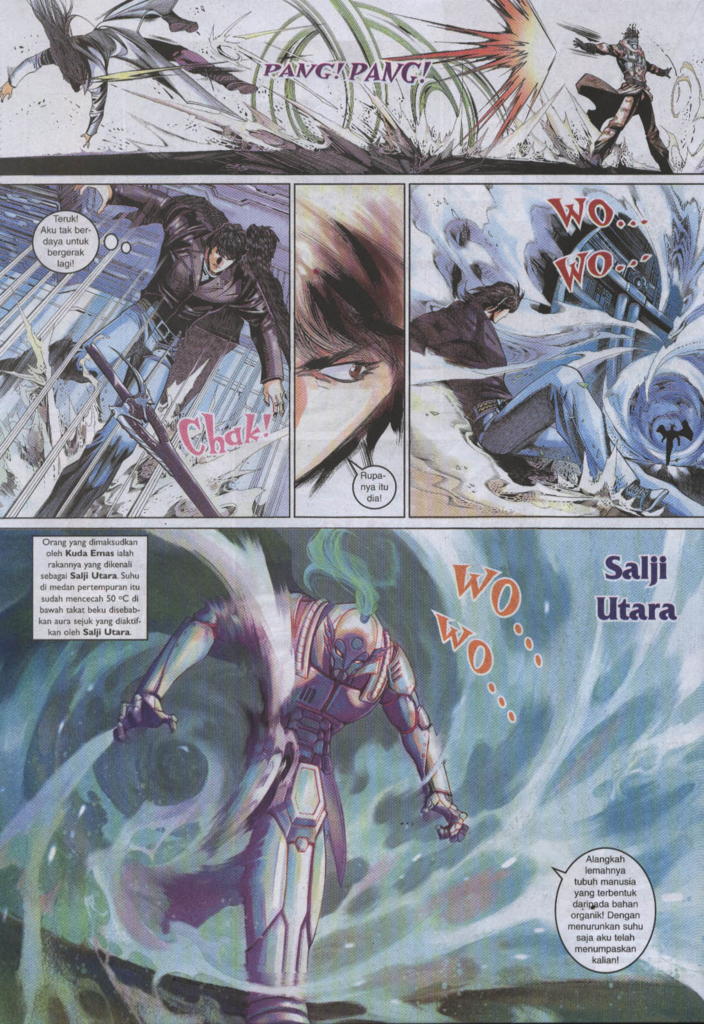 PANG! PANG!
Teruk!
Aku tak ber-
daya untuk
bergerak
lagi!
Chak!
Rupa-
nya itu
dia!
WO...
WO...
Orang yang dimaksudkan
oleh Kuda Emas ialah
rakannya yang dikenali
sebagai Salji Utara. Suhu
di medan pertempuran itu
sudah mencecah 50 ºC di
bawah takat beku disebab-
kan aura sejuk yang diaktif-
kan oleh Salji Utara.
WO...
WO...
Salji
Utara
Alangkah
lemahnya
tubuh manusia
yang terbentuk
daripada bahan
organik! Dengan
menurunkan suhu
saja aku telah
menumpaskan
kalian!